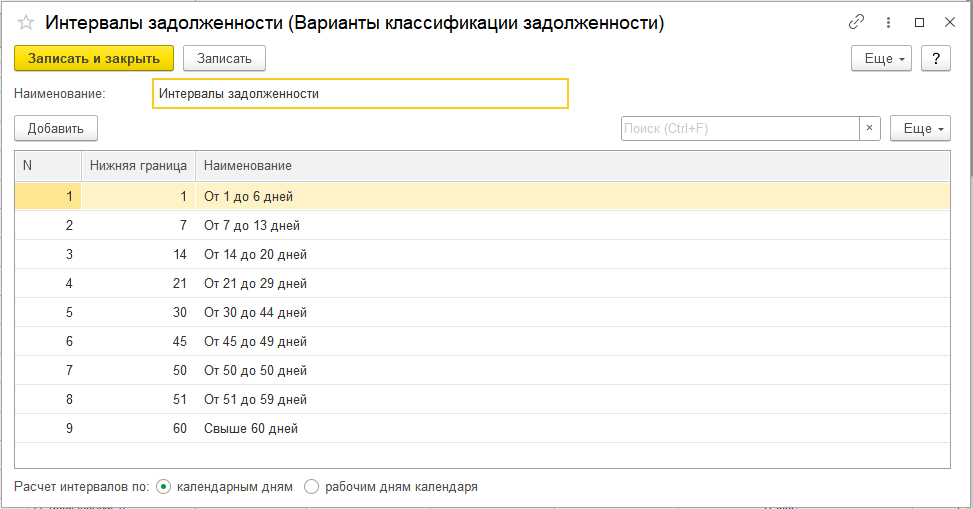 Интервалы задолженности (Варианты классификации задолженности)
Записать и закрыть Записать Еще ?
Наименование: Интервалы задолженности
Добавить Поиск (Ctrl+F) × Еще
N Нижняя граница Наименование
1 1 От 1 до 6 дней
2 7 От 7 до 13 дней
3 14 От 14 до 20 дней
4 21 От 21 до 29 дней
5 30 От 30 до 44 дней
6 45 От 45 до 49 дней
7 50 От 50 до 50 дней
8 51 От 51 до 59 дней
9 60 Свыше 60 дней
Расчет интервалов по: календарным дням рабочим дням календаря